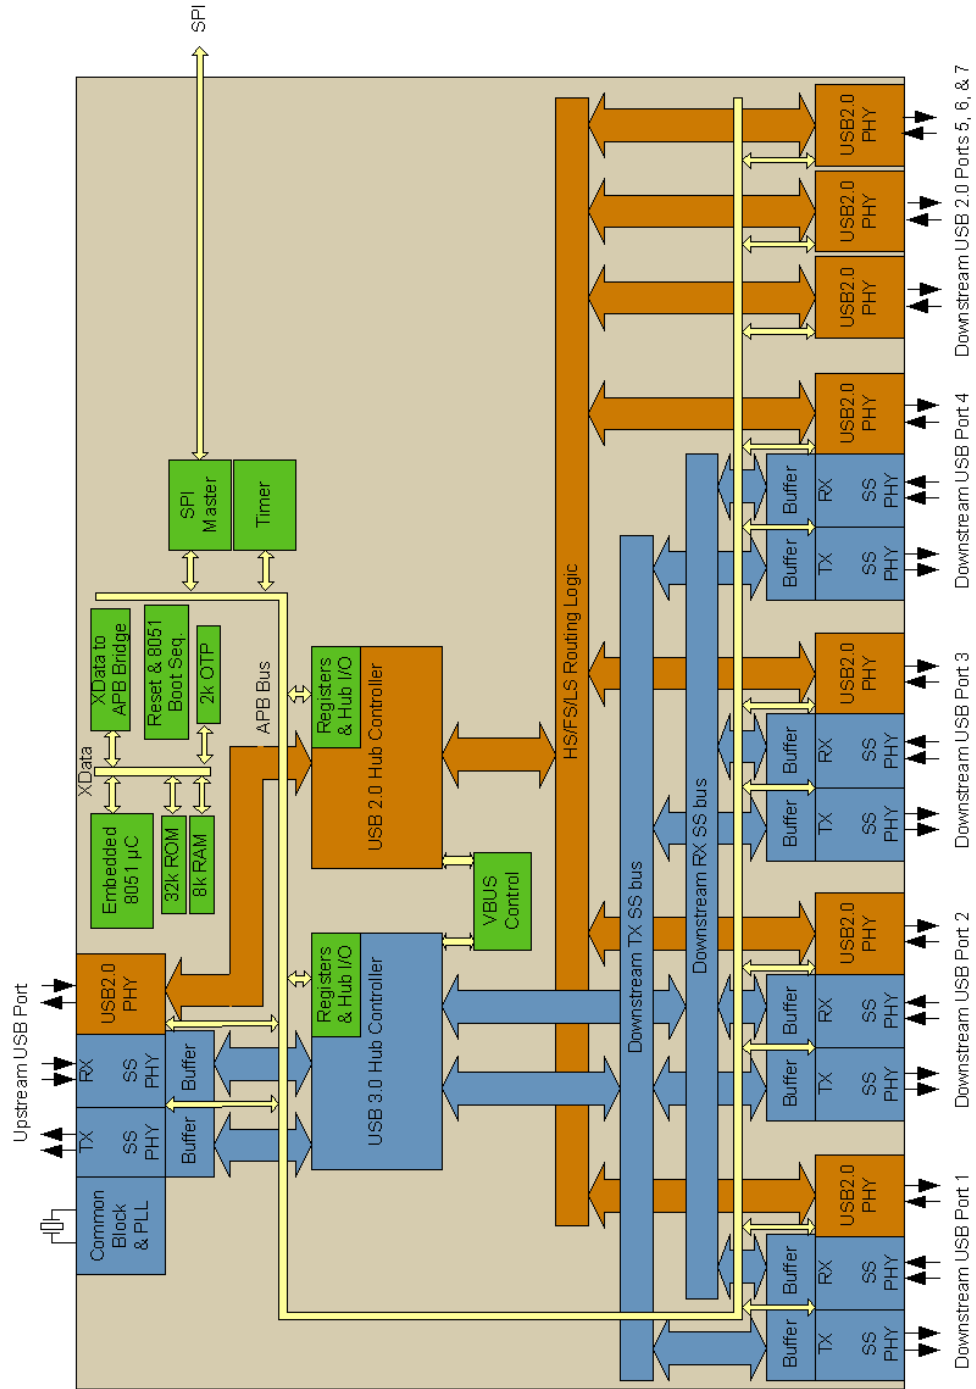 Upstream USB Port
Common
Block
& PLL
TX
SS
PHY
RX
SS
PHY
USB2.0
PHY
Buffer
Buffer
Embedded
8051 µC
32k ROM
8k RAM
XData
XData to
APB Bridge
Reset & 8051
Boot Seq.
2k OTP
SPI
Master
Timer
SPI
APB Bus
Registers
& Hub I/O
USB 3.0 Hub Controller
Registers
& Hub I/O
USB 2.0 Hub Controller
VBUS
Control
HS/FS/LS Routing Logic
Downstream TX SS bus
Downstream RX SS bus
Buffer
TX
SS
PHY
Buffer
RX
SS
PHY
USB2.0
PHY
Buffer
TX
SS
PHY
Buffer
RX
SS
PHY
USB2.0
PHY
Buffer
TX
SS
PHY
Buffer
RX
SS
PHY
USB2.0
PHY
Buffer
TX
SS
PHY
Buffer
RX
SS
PHY
USB2.0
PHY
USB2.0
PHY
USB2.0
PHY
USB2.0
PHY
Downstream USB Port 1
Downstream USB Port 2
Downstream USB Port 3
Downstream USB Port 4
Downstream USB 2.0 Ports 5, 6, & 7